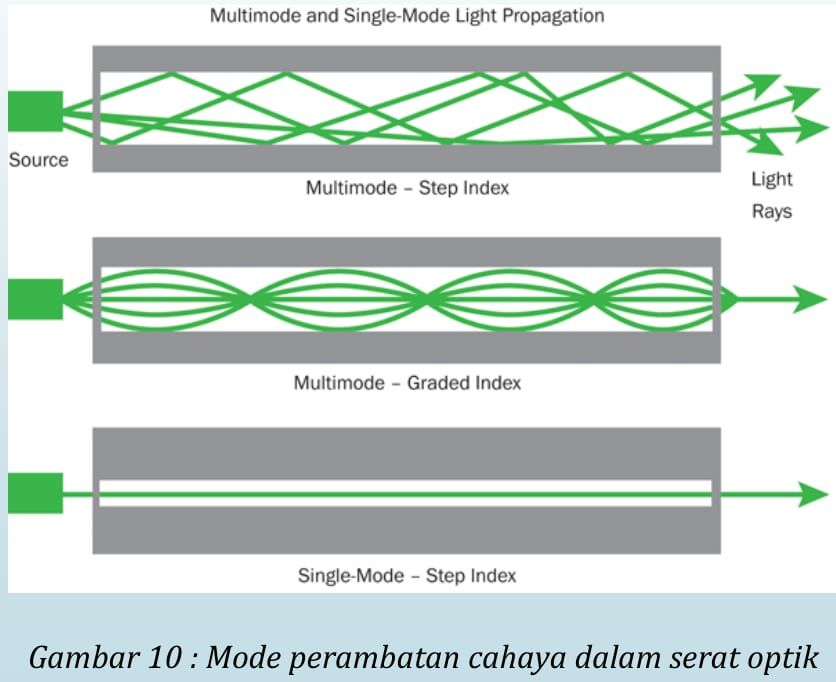 Multimode and Single-Mode Light Propagation
Source
Multimode – Step Index
Light
Rays
Multimode – Graded Index
Single-Mode – Step Index
Gambar 10 : Mode perambatan cahaya dalam serat optik